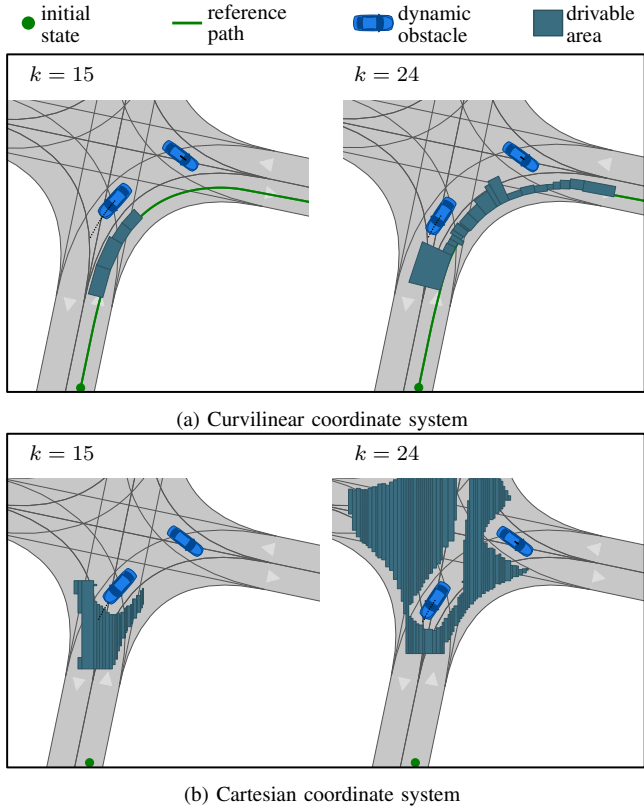 initial state
reference path
dynamic obstacle
drivable area
k = 15
k = 24
(a) Curvilinear coordinate system
k = 15
k = 24
(b) Cartesian coordinate system